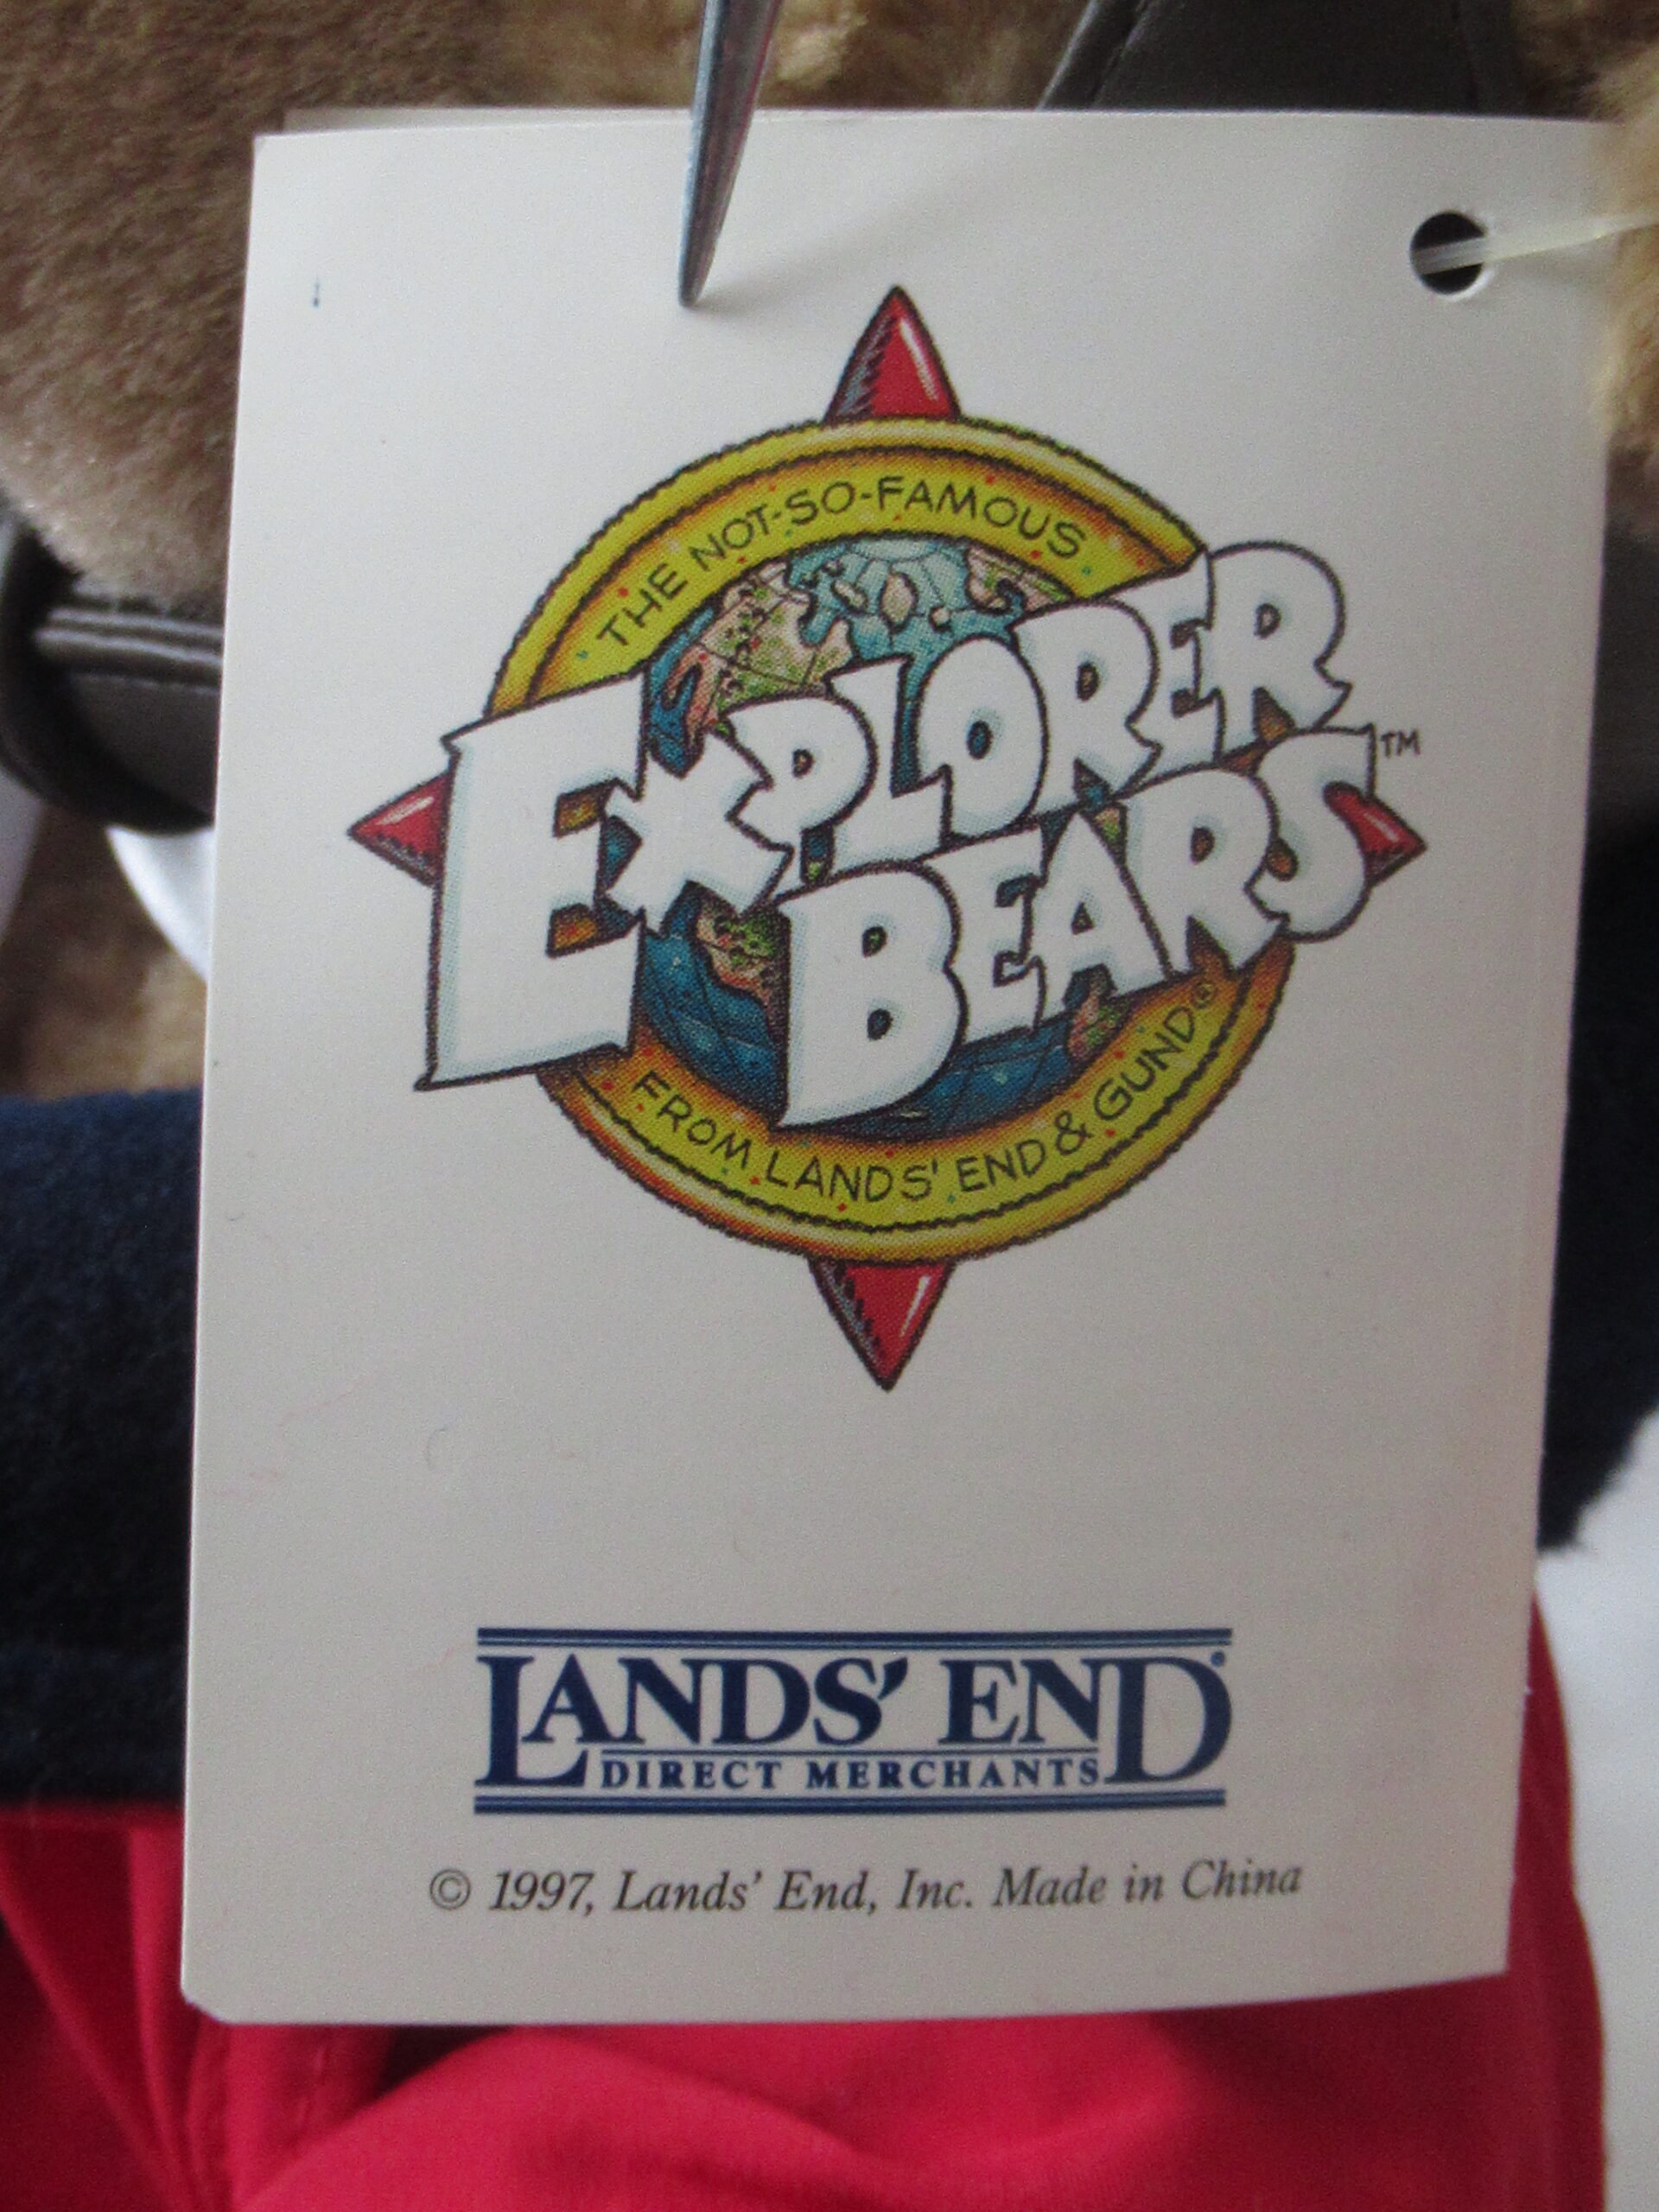 THE NOT-SO-FAMOUS
EXPLORER
BEARS™
FROM LANDS' END & GUND®
LANDS' END®
DIRECT MERCHANTS
© 1997, Lands' End, Inc. Made in China